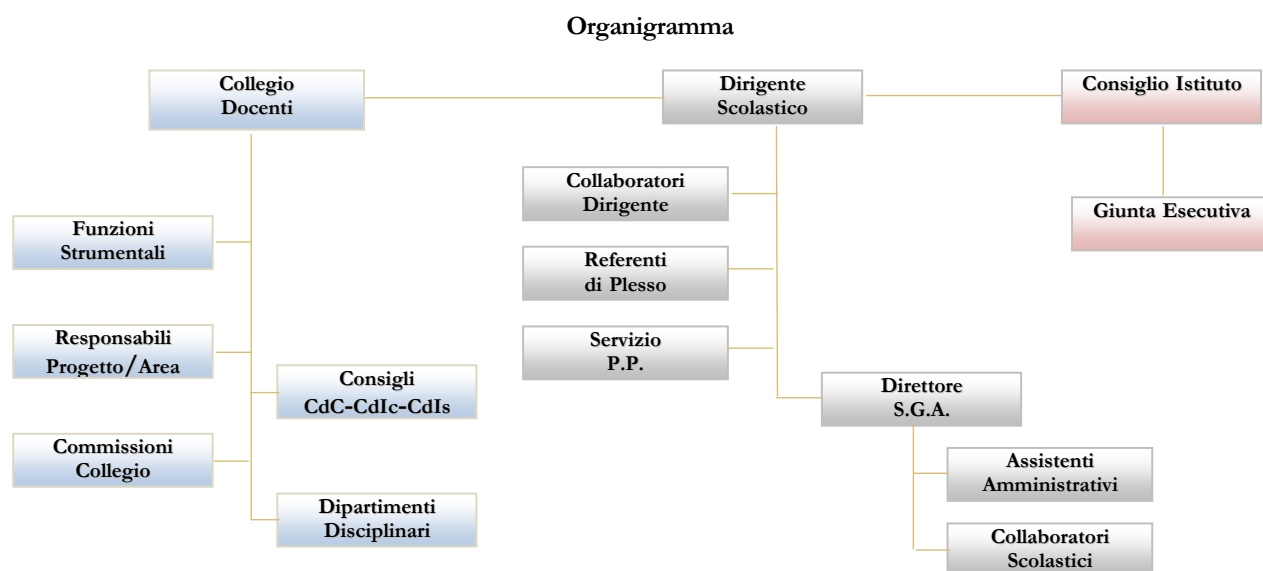 Organigramma
Collegio
Docenti
Dirigente
Scolastico
Consiglio Istituto
Collaboratori
Dirigente
Giunta Esecutiva
Funzioni
Strumentali
Referenti
di Plesso
Responsabili
Progetto/Area
Servizio
P.P.
Consigli
CdC-CdIc-CdIs
Direttore
S.G.A.
Commissioni
Collegio
Assistenti
Amministrativi
Dipartimenti
Disciplinari
Collaboratori
Scolastici